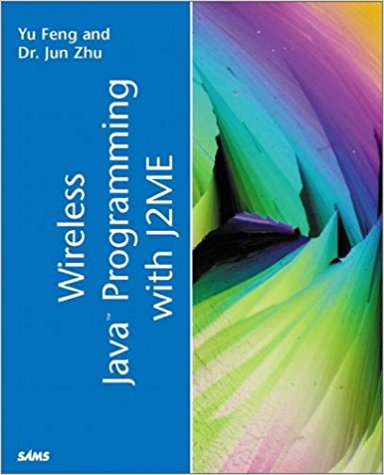 Yu Feng and
Dr. Jun Zhu
Wireless
Java™ Programming
with J2ME
SAMS